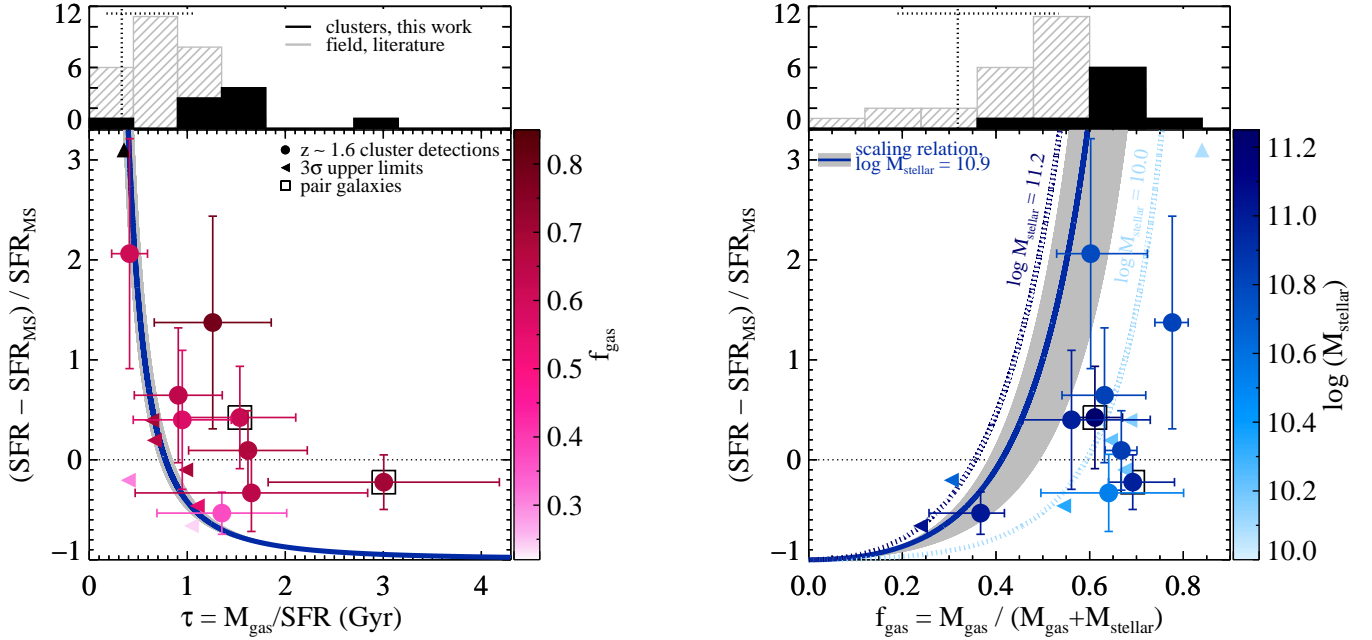 12
6
0
clusters, this work
field, literature
3
2
1
0
−1
(SFR − SFR_MS) / SFR_MS
z ~ 1.6 cluster detections
3σ upper limits
pair galaxies
0 1 2 3 4
τ = M_gas/SFR (Gyr)
0.8
0.7
0.6
0.5
0.4
0.3
f_gas
12
6
0
3
2
1
0
−1
(SFR − SFR_MS) / SFR_MS
scaling relation,
log M_stellar = 10.9
log M_stellar = 11.2
log M_stellar = 10.0
0.0 0.2 0.4 0.6 0.8
f_gas = M_gas / (M_gas+M_stellar)
11.2
11.0
10.8
10.6
10.4
10.2
10.0
log (M_stellar)